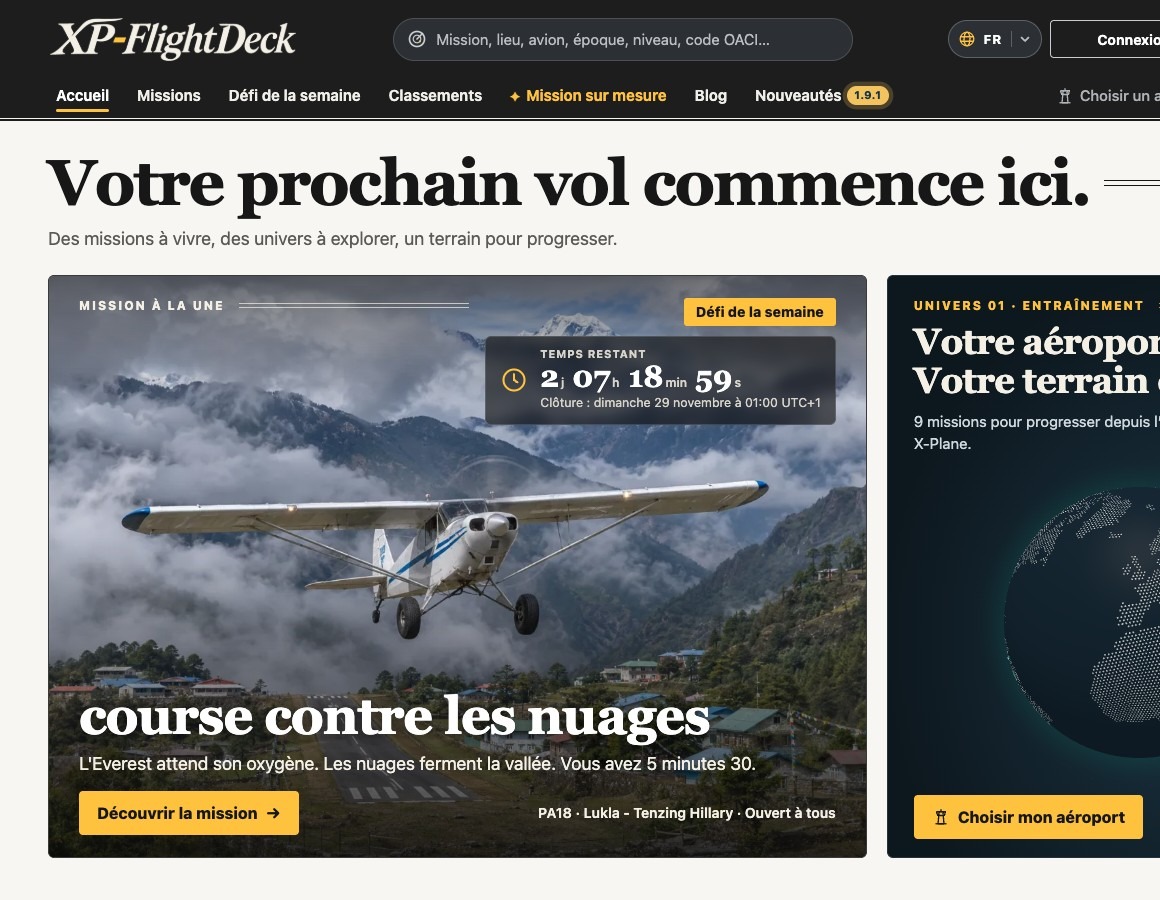 XP-FlightDeck
Mission, lieu, avion, époque, niveau, code OACI...
FR
Connexio
Accueil
Missions
Défi de la semaine
Classements
Mission sur mesure
Blog
Nouveautés 1.9.1
Choisir un a
Votre prochain vol commence ici.
Des missions à vivre, des univers à explorer, un terrain pour progresser.
MISSION À LA UNE
Défi de la semaine
TEMPS RESTANT
2 j 07 h 18 min 59 s
Clôture : dimanche 29 novembre à 01:00 UTC+1
course contre les nuages
L'Everest attend son oxygène. Les nuages ferment la vallée. Vous avez 5 minutes 30.
Découvrir la mission →
PA18 · Lukla - Tenzing Hillary · Ouvert à tous
UNIVERS 01 · ENTRAÎNEMENT
Votre aéropor
Votre terrain
9 missions pour progresser depuis l'
X-Plane.
Choisir mon aéroport